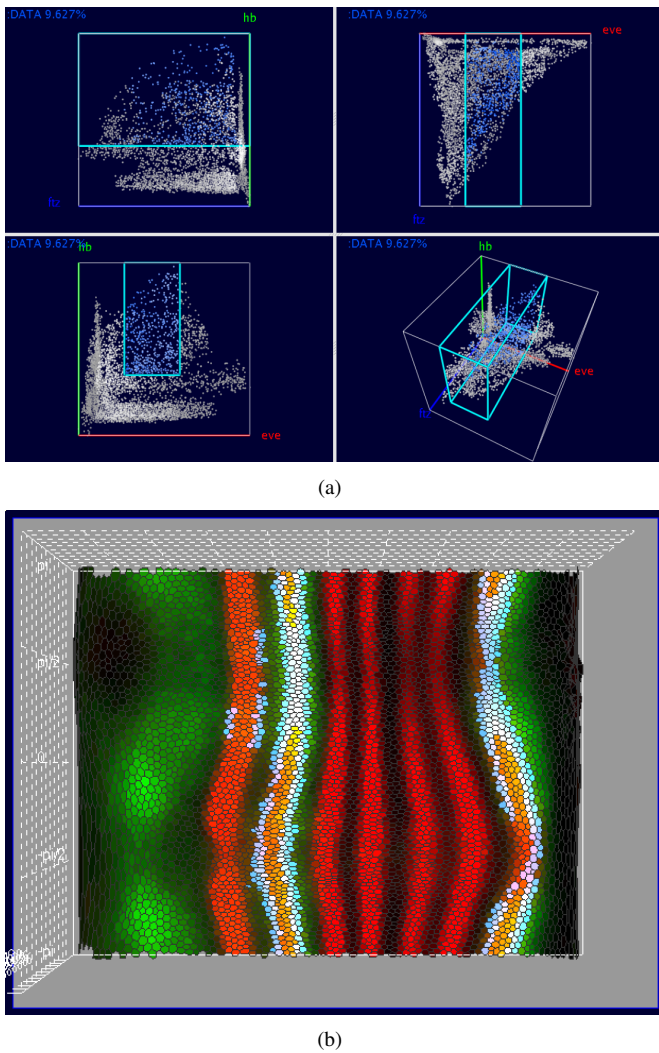 :DATA 9.627%
hb
ftz
:DATA 9.627%
eve
ftz
:DATA 9.627%
hb
eve
:DATA 9.627%
hb
eve
(a)
pi
pi/2
0
-pi/2
-pi
(b)